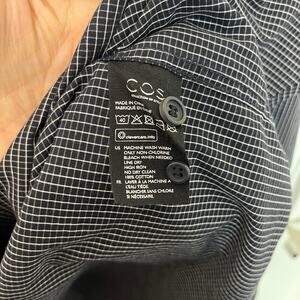 COS
MADE IN CHINA
FABRIQUÉ EN CHINE
40
clevercare.info
US MACHINE WASH WARM
ONLY NON-CHLORINE
BLEACH WHEN NEEDED
LINE DRY
HIGH IRON
NO DRY CLEAN
100% COTTON
FR LAVER À LA MACHINE À
L'EAU TIÈDE
BLANCHIR SANS CHLORE
SI NÉCESSAIRE.